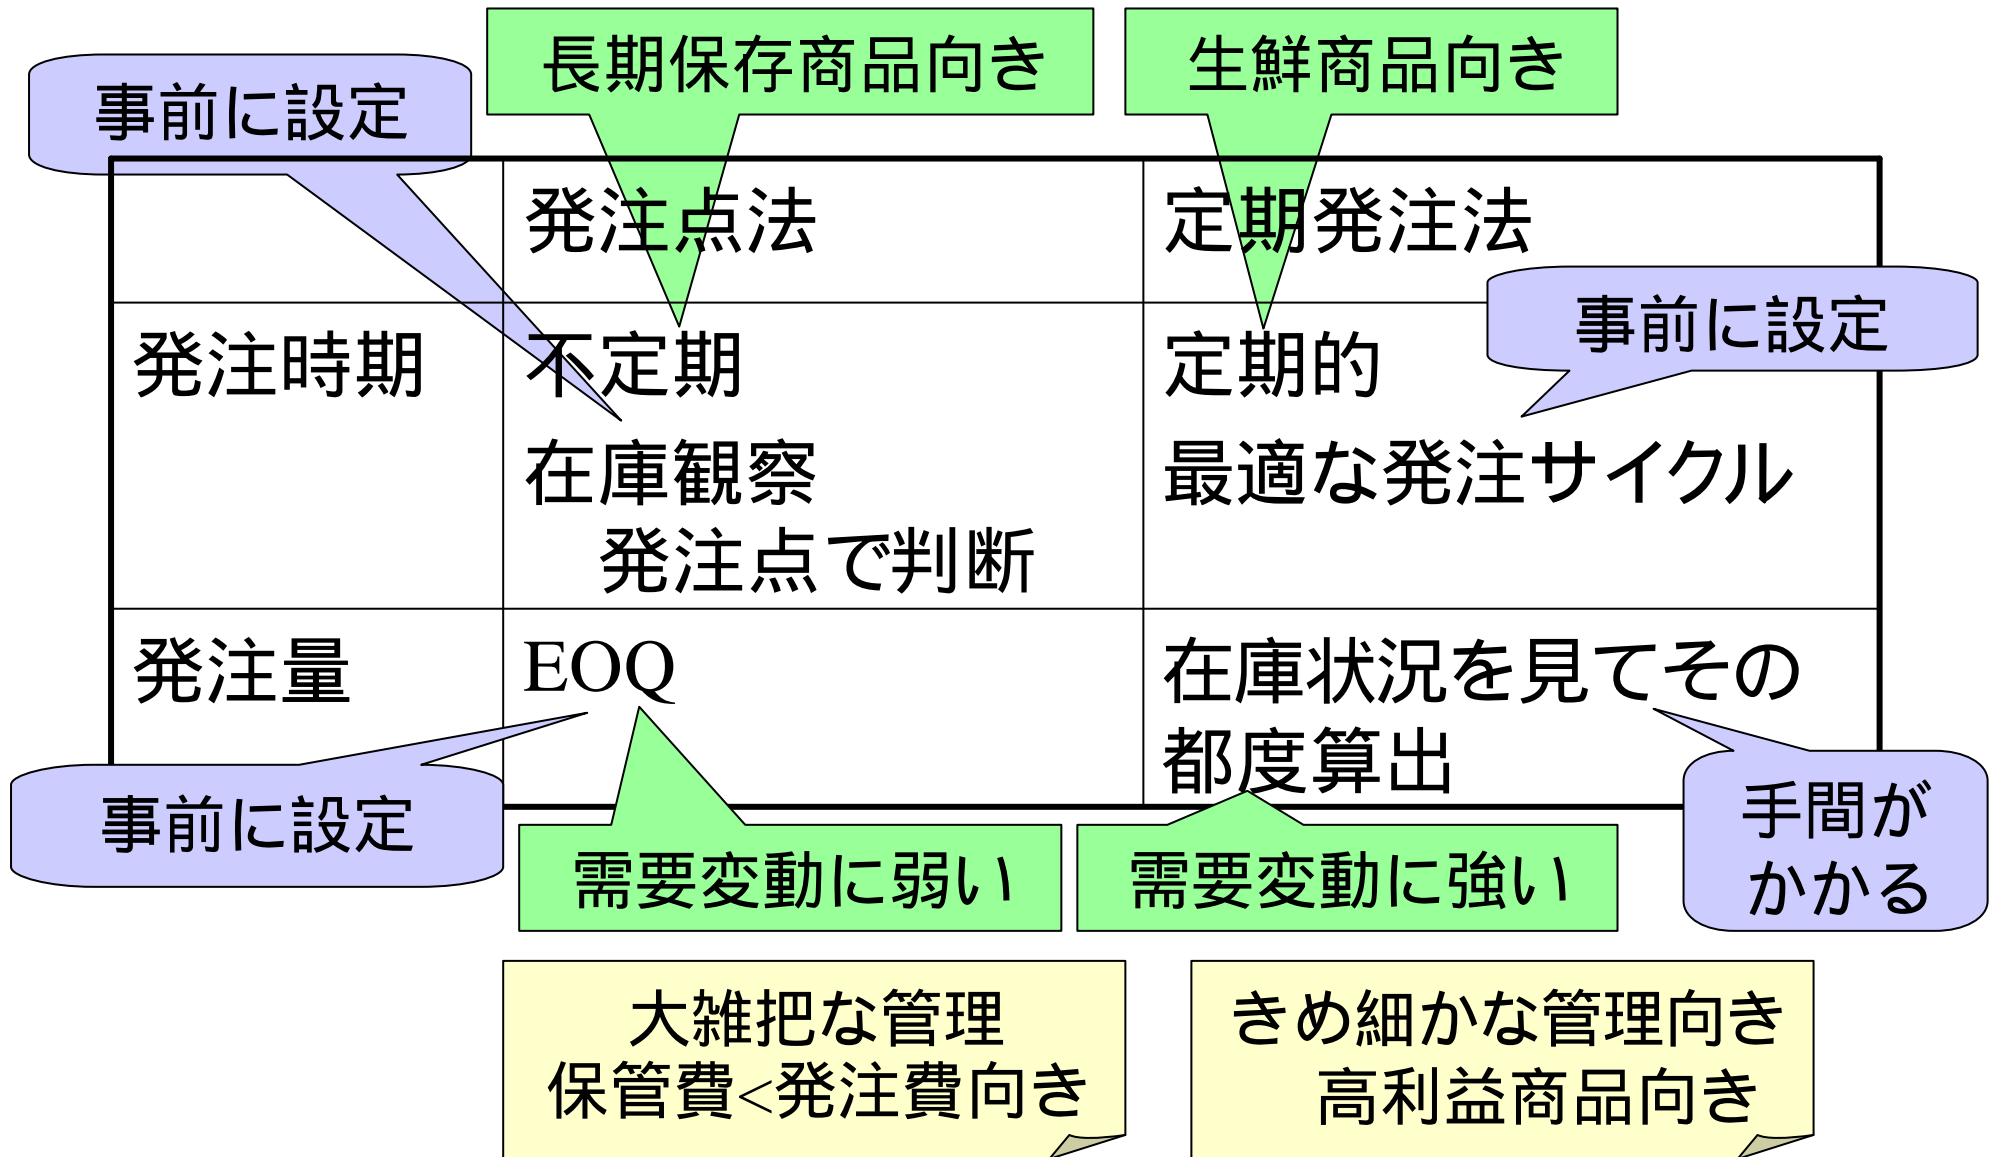 長期保存商品向き
生鮮商品向き
事前に設定
発注点法
定期発注法
事前に設定
発注時期
不定期
定期的
在庫観察
発注点で判断
最適な発注サイクル
発注量
EOQ
在庫状況を見てその
都度算出
事前に設定
需要変動に弱い
需要変動に強い
手間が
かかる
大雑把な管理
保管費<発注費向き
きめ細かな管理向き
高利益商品向き